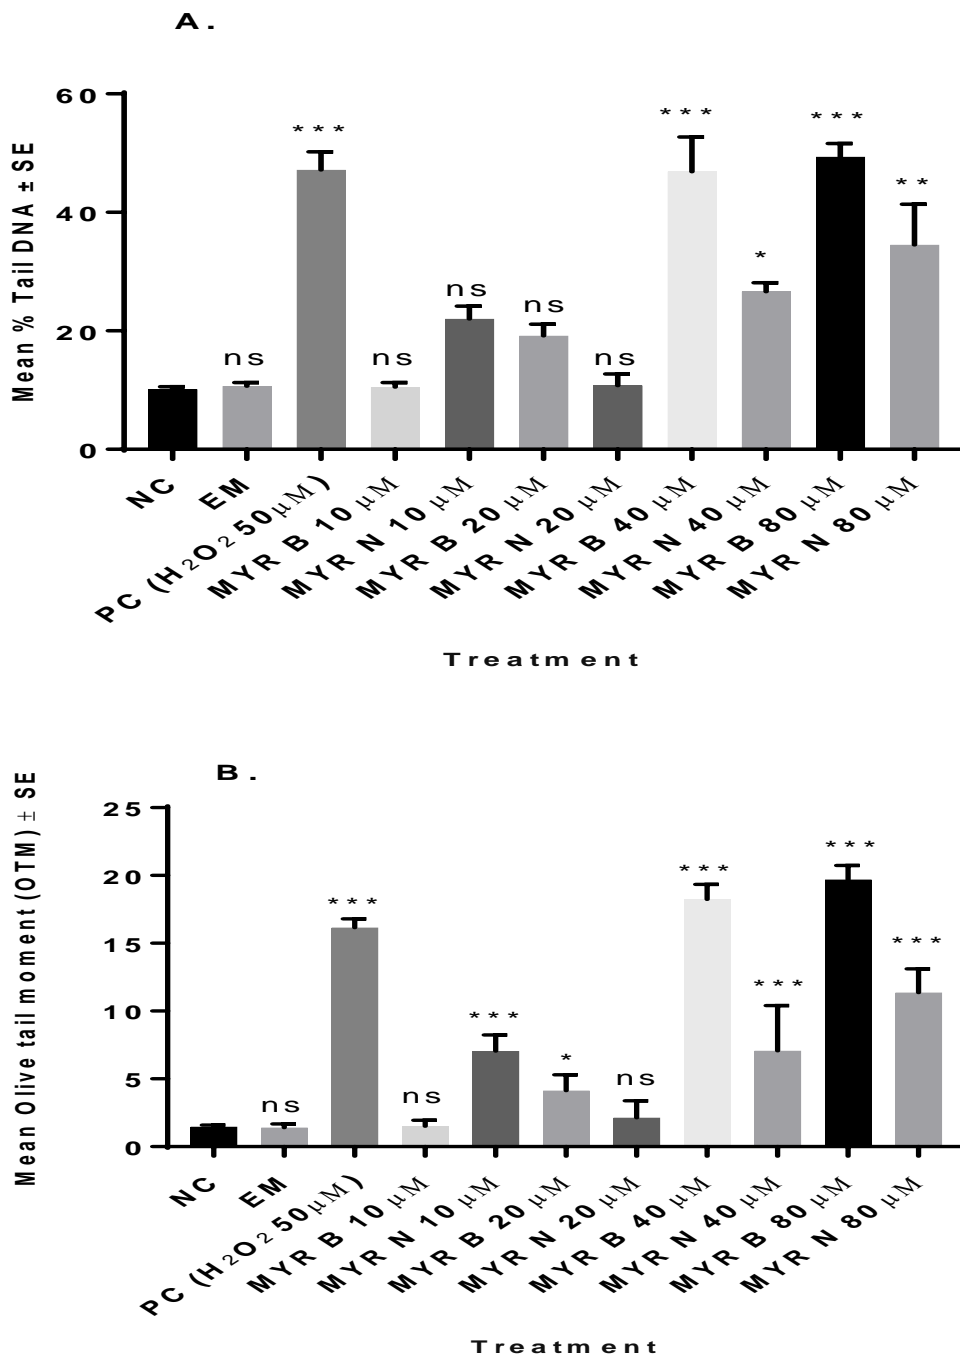 A.
Mean % Tail DNA ± SE
60
40
20
0
***
ns
ns
ns
ns
ns
***
*
***
**
NC
EM
PC (H₂O₂ 50 μM)
MYR B 10 μM
MYR N 10 μM
MYR B 20 μM
MYR N 20 μM
MYR B 40 μM
MYR N 40 μM
MYR B 80 μM
MYR N 80 μM
Treatment
B.
Mean Olive tail moment (OTM) ± SE
25
20
15
10
5
0
ns
***
ns
***
*
ns
***
***
***
***
NC
EM
PC (H₂O₂ 50 μM)
MYR B 10 μM
MYR N 10 μM
MYR B 20 μM
MYR N 20 μM
MYR B 40 μM
MYR N 40 μM
MYR B 80 μM
MYR N 80 μM
Treatment